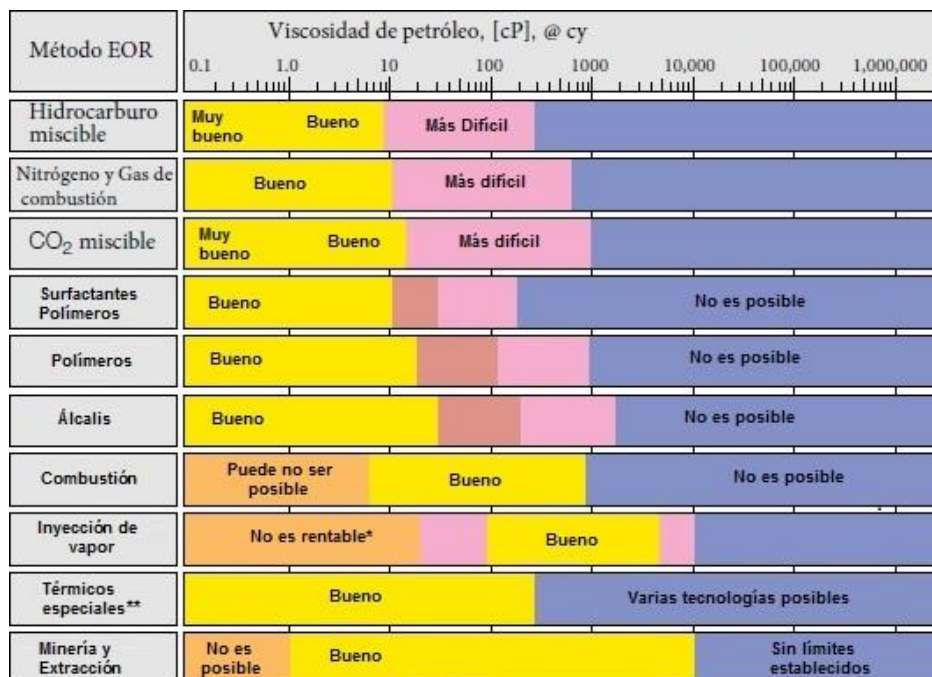 Método EOR
Viscosidad de petróleo, [cP], @ cy
0.1 1.0 10 100 1000 10,000 100,000 1,000,000
Hidrocarburo
miscible
Muy
bueno
Bueno
Más Dificil
Nitrógeno y Gas de
combustión
Bueno
Más dificil
CO₂ miscible
Muy
bueno
Bueno
Más dificil
Surfactantes
Polímeros
Bueno
No es posible
Polímeros
Bueno
No es posible
Álcalis
Bueno
No es posible
Combustión
Puede no ser
posible
Bueno
No es posible
Inyección de
vapor
No es rentable*
Bueno
Térmicos
especiales**
Bueno
Varias tecnologías posibles
Minería y
Extracción
No es
posible
Bueno
Sin límites
establecidos